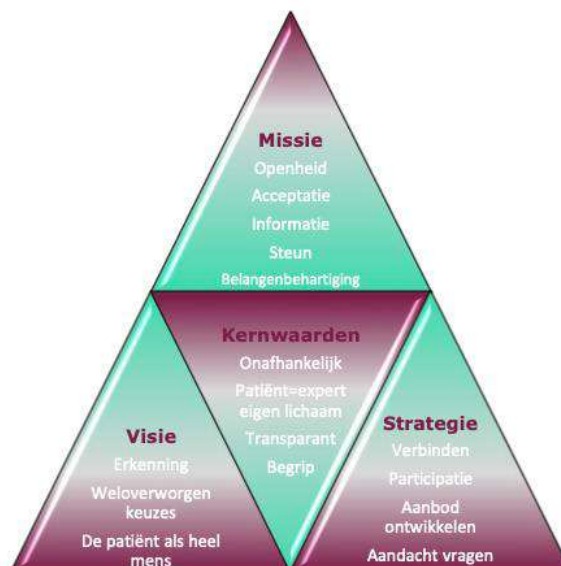 Missie
Openheid
Acceptatie
Informatie
Steun
Belangenbehartiging
Kernwaarden
Onafhankelijk
Patiënt=expert
eigen lichaam
Transparant
Begrip
Visie
Erkenning
Weloverworgen
keuzes
De patiënt als heel
mens
Strategie
Verbinden
Participatie
Aanbod
ontwikkelen
Aandacht vragen